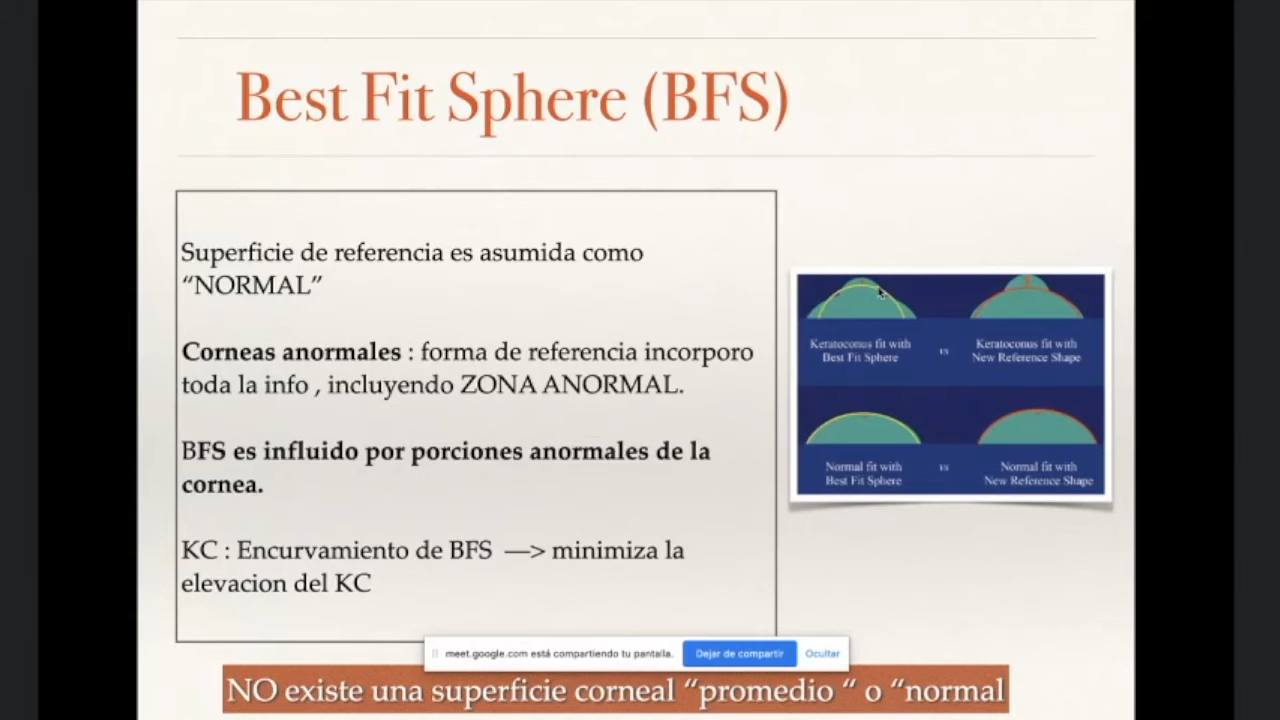 Best Fit Sphere (BFS)
Superficie de referencia es asumida como
“NORMAL”
Corneas anormales : forma de referencia incorporo
toda la info , incluyendo ZONA ANORMAL.
BFS es influido por porciones anormales de la
cornea.
KC : Encurvamiento de BFS —> minimiza la
elevacion del KC
Keratoconus fit with
Best Fit Sphere
vs
Keratoconus fit with
New Reference Shape
Normal fit with
Best Fit Sphere
vs
Normal fit with
New Reference Shape
meet.google.com está compartiendo tu pantalla.
Dejar de compartir
Ocultar
NO existe una superficie corneal “promedio “ o “normal